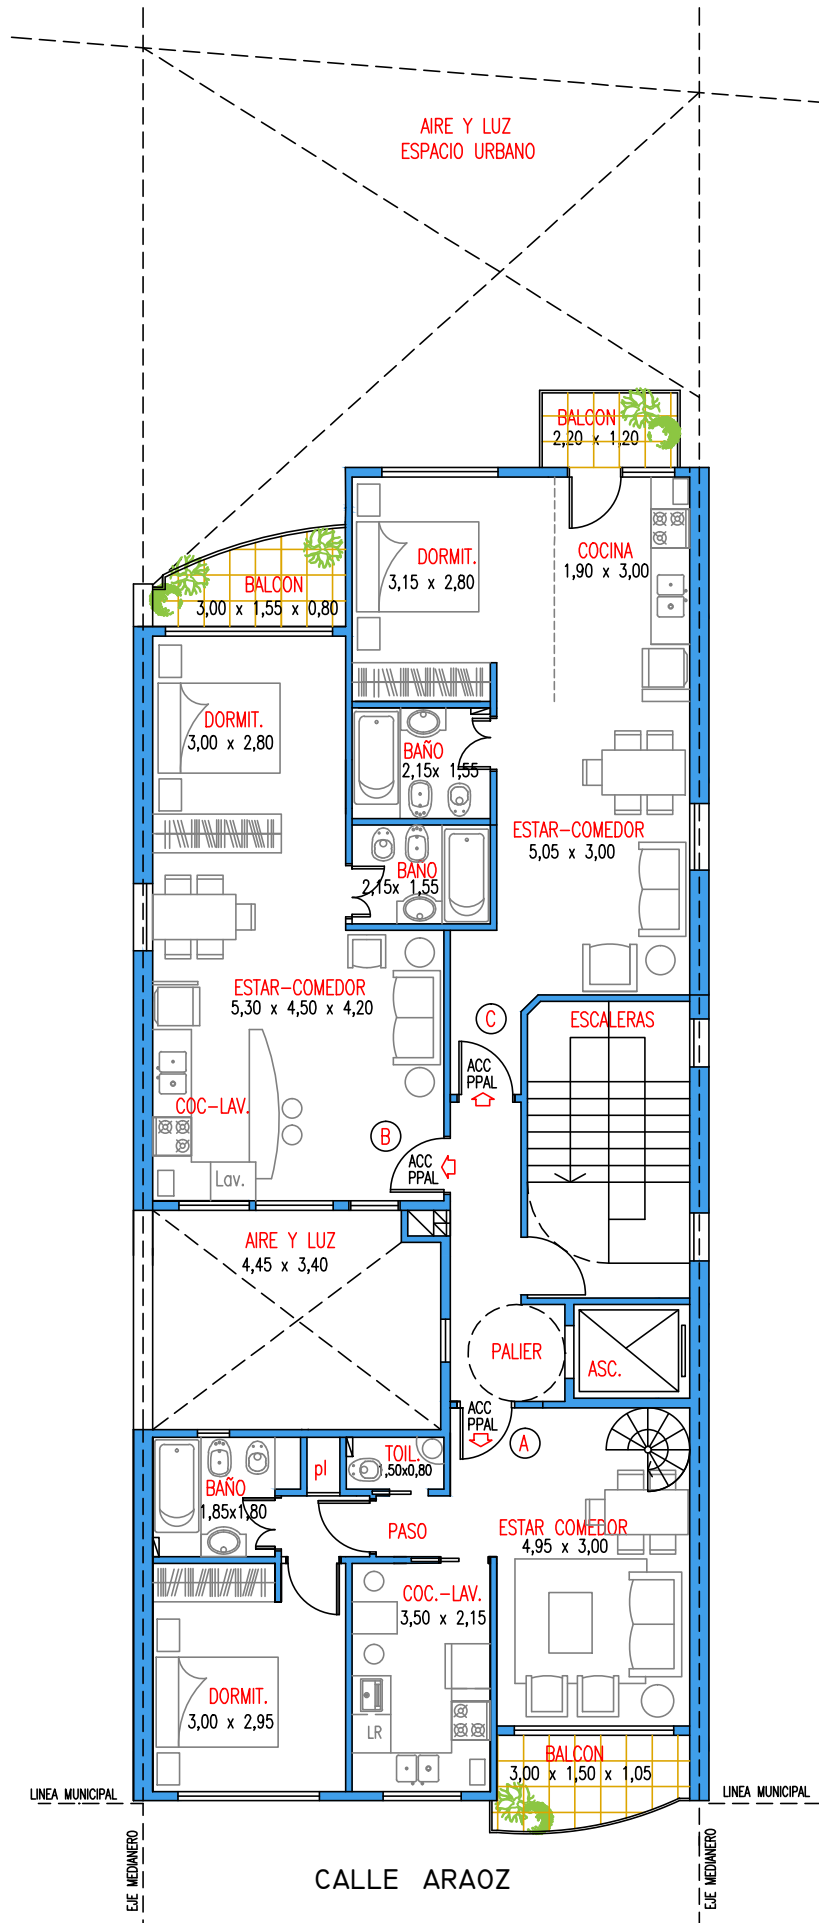 AIRE Y LUZ
ESPACIO URBANO
BALCON
2,20 x 1,20
DORMIT.
3,15 x 2,80
COCINA
1,90 x 3,00
BALCON
3,00 x 1,55 x 0,80
DORMIT.
3,00 x 2,80
BAÑO
2,15x 1,55
ESTAR-COMEDOR
5,05 x 3,00
BAÑO
2,15x 1,55
ESTAR-COMEDOR
5,30 x 4,50 x 4,20
C
ESCALERAS
ACC
PPAL
COC-LAV.
B
ACC
PPAL
Lav.
AIRE Y LUZ
4,45 x 3,40
PALIER
ASC.
ACC
PPAL
A
TOIL.
,50x0,80
pl
BAÑO
1,85x1,80
PASO
ESTAR COMEDOR
4,95 x 3,00
COC.-LAV.
3,50 x 2,15
DORMIT.
3,00 x 2,95
LR
BALCON
3,00 x 1,50 x 1,05
LINEA MUNICIPAL
LINEA MUNICIPAL
EJE MEDIANERO
EJE MEDIANERO
CALLE ARAOZ